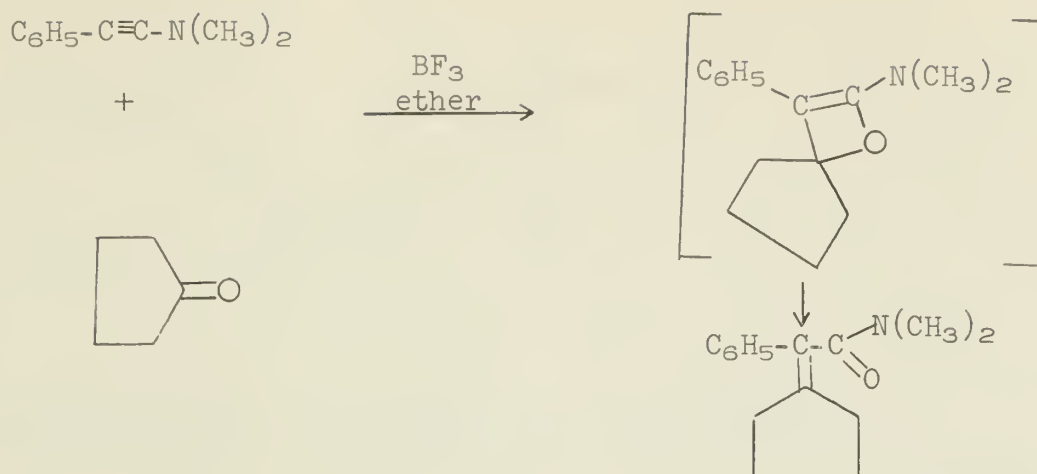 C₆H₅-C≡C-N(CH₃)₂
+
BF₃
ether
C₆H₅
C=C
N(CH₃)₂
O
O
C₆H₅-C-C
N(CH₃)₂
O